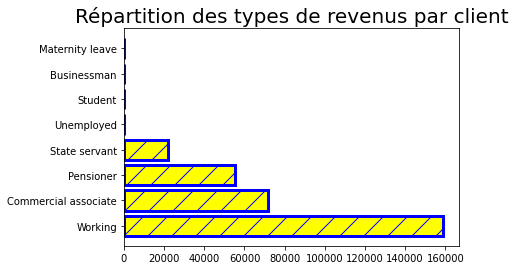 Répartition des types de revenus par client
Maternity leave
Businessman
Student
Unemployed
State servant
Pensioner
Commercial associate
Working
0 20000 40000 60000 80000 100000 120000 140000 160000